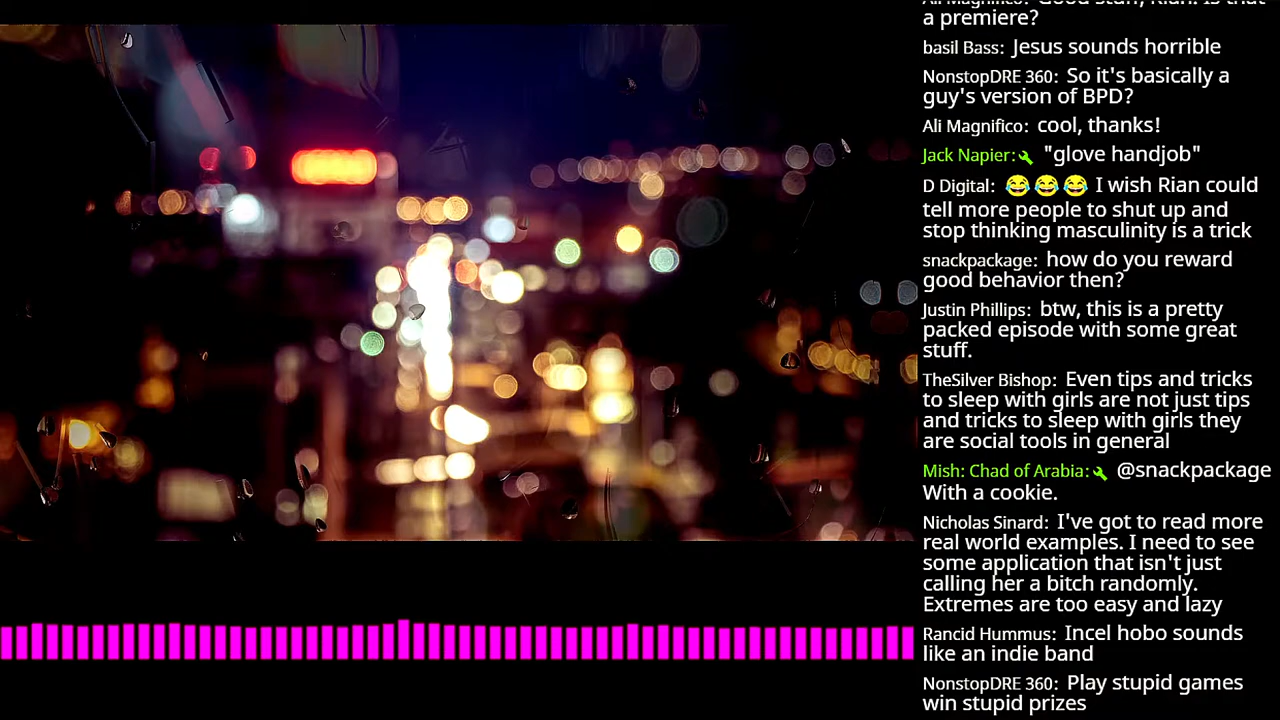 Ali Magnifico: Good stuff, Rian. Is that
a premiere?
basil Bass: Jesus sounds horrible
NonstopDRE 360: So it's basically a
guy's version of BPD?
Ali Magnifico: cool, thanks!
Jack Napier: "glove handjob"
D Digital: 😂😂😂 I wish Rian could
tell more people to shut up and
stop thinking masculinity is a trick
snackpackage: how do you reward
good behavior then?
Justin Phillips: btw, this is a pretty
packed episode with some great
stuff.
TheSilver Bishop: Even tips and tricks
to sleep with girls are not just tips
and tricks to sleep with girls they
are social tools in general
Mish: Chad of Arabia: @snackpackage
With a cookie.
Nicholas Sinard: I've got to read more
real world examples. I need to see
some application that isn't just
calling her a bitch randomly.
Extremes are too easy and lazy
Rancid Hummus: Incel hobo sounds
like an indie band
NonstopDRE 360: Play stupid games
win stupid prizes